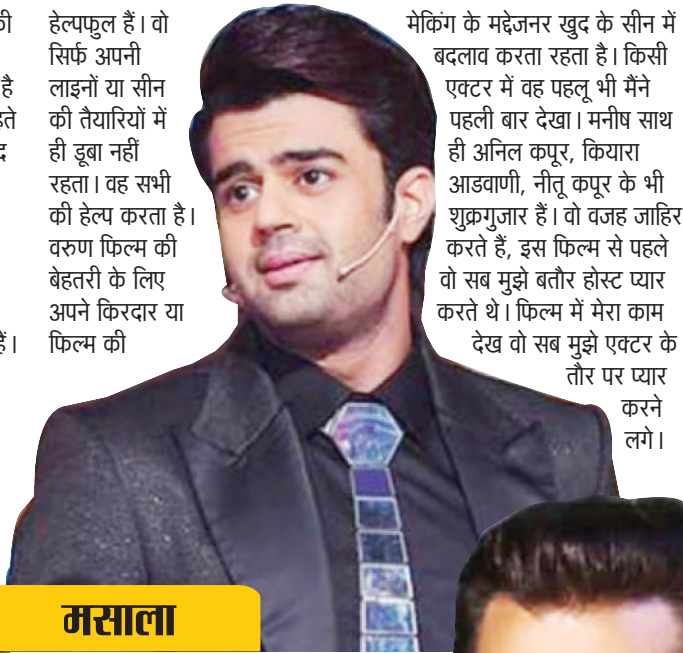 की
है
हेल्पफुल हैं। वो
सिर्फ अपनी
लाइनों या सीन
की तैयारियों में
ही डूबा नहीं
रहता। वह सभी
की हेल्प करता है।
वरुण फिल्म की
बेहतरी के लिए
अपने किरदार या
फिल्म की
मेकिंग के मद्देजनर खुद के सीन में
बदलाव करता रहता है। किसी
एक्टर में वह पहलू भी मैंने
पहली बार देखा। मनीष साथ
ही अनिल कपूर, कियारा
आडवाणी, नीतू कपूर के भी
शुक्रगुजार हैं। वो वजह जाहिर
करते हैं, इस फिल्म से पहले
वो सब मुझे बतौर होस्ट प्यार
करते थे। फिल्म में मेरा काम
देख वो सब मुझे एक्टर के
तौर पर प्यार
करने
लगे।
मसाला